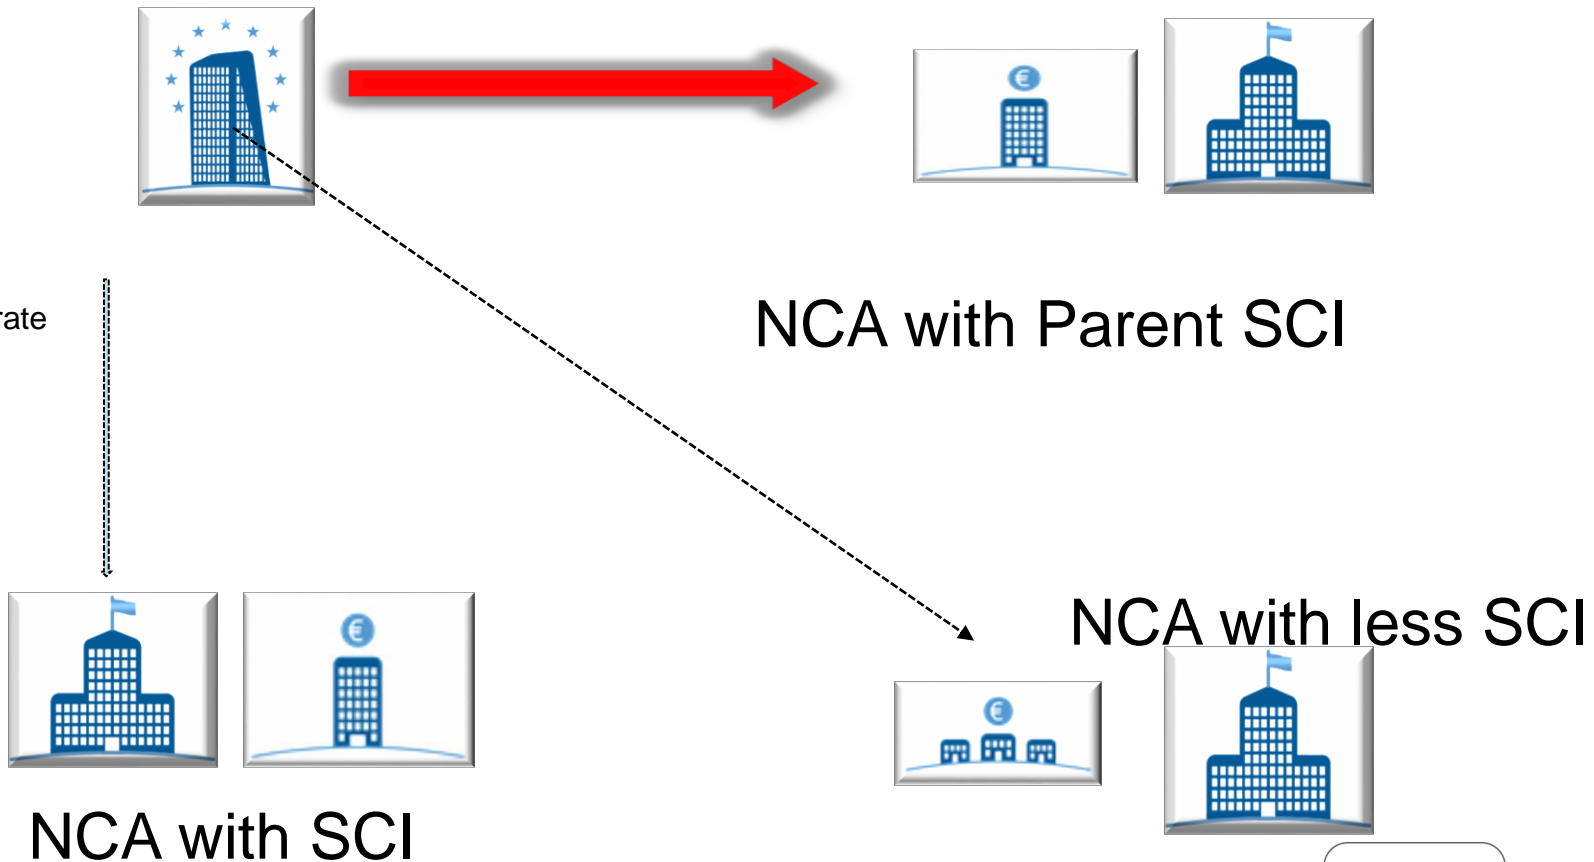 rate
NCA with Parent SCI
NCA with less SCI
NCA with SCI